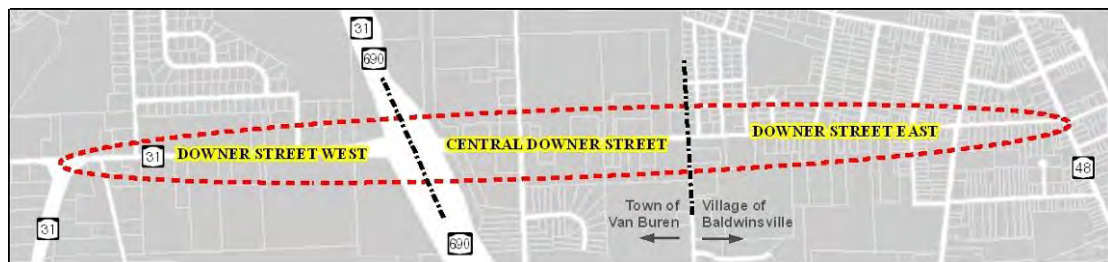 31
690
31
DOWNER STREET WEST
CENTRAL DOWNER STREET
DOWNER STREET EAST
48
31
Town of
Van Buren
Village of
Baldwinsville
690